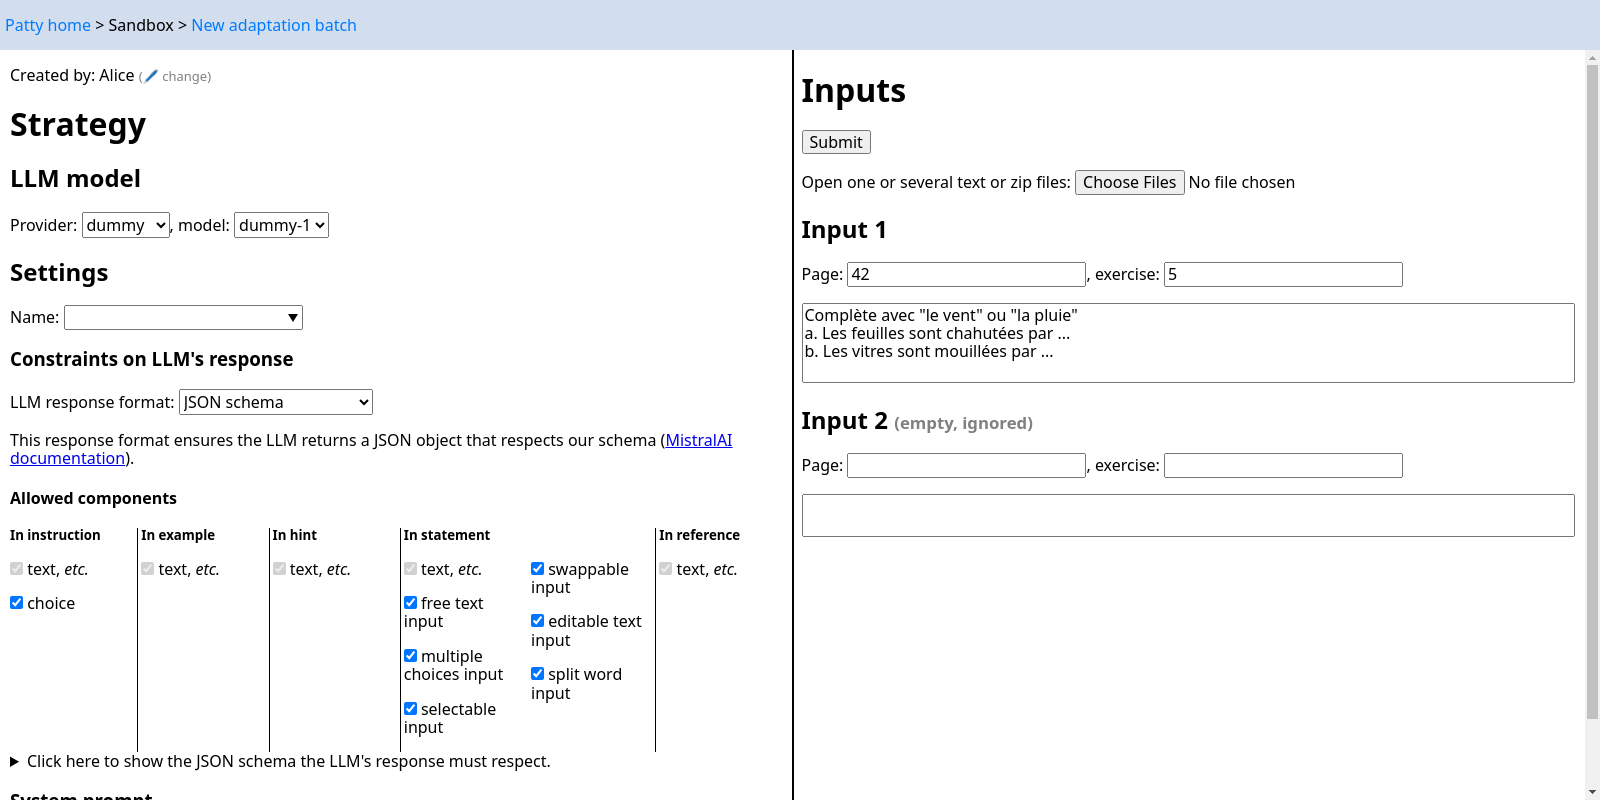 Patty home > Sandbox > New adaptation batch
Created by: Alice (🖊️ change)
Strategy
LLM model
Provider: dummy, model: dummy-1
Settings
Name:
Constraints on LLM's response
LLM response format: JSON schema
This response format ensures the LLM returns a JSON object that respects our schema (MistralAI
documentation).
Allowed components
In instruction
text, etc.
choice
In example
text, etc.
In hint
text, etc.
In statement
text, etc.
free text
input
multiple
choices input
selectable
input
swappable
input
editable text
input
split word
input
In reference
text, etc.
Click here to show the JSON schema the LLM's response must respect.
System prompt
Inputs
Submit
Open one or several text or zip files: Choose Files No file chosen
Input 1
Page: 42, exercise: 5
Complète avec "le vent" ou "la pluie"
a. Les feuilles sont chahutées par ...
b. Les vitres sont mouillées par ...
Input 2 (empty, ignored)
Page: , exercise: